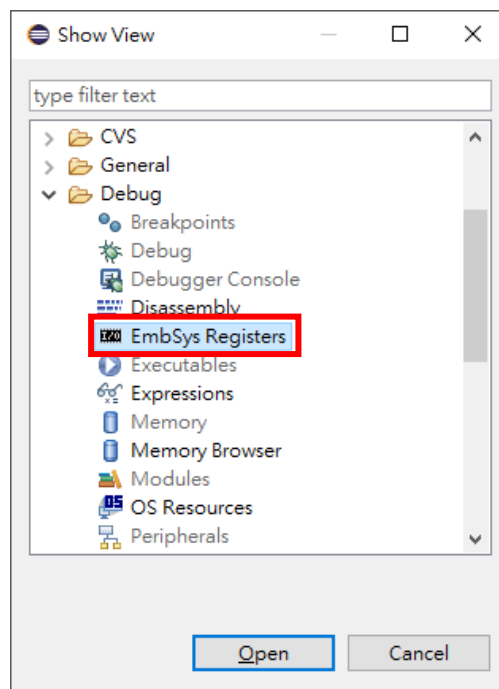 Show View
type filter text
CVS
General
Debug
Breakpoints
Debug
Debugger Console
Disassembly
I/O EmbSys Registers
Executables
Expressions
Memory
Memory Browser
Modules
OS OS Resources
Peripherals
Open Cancel